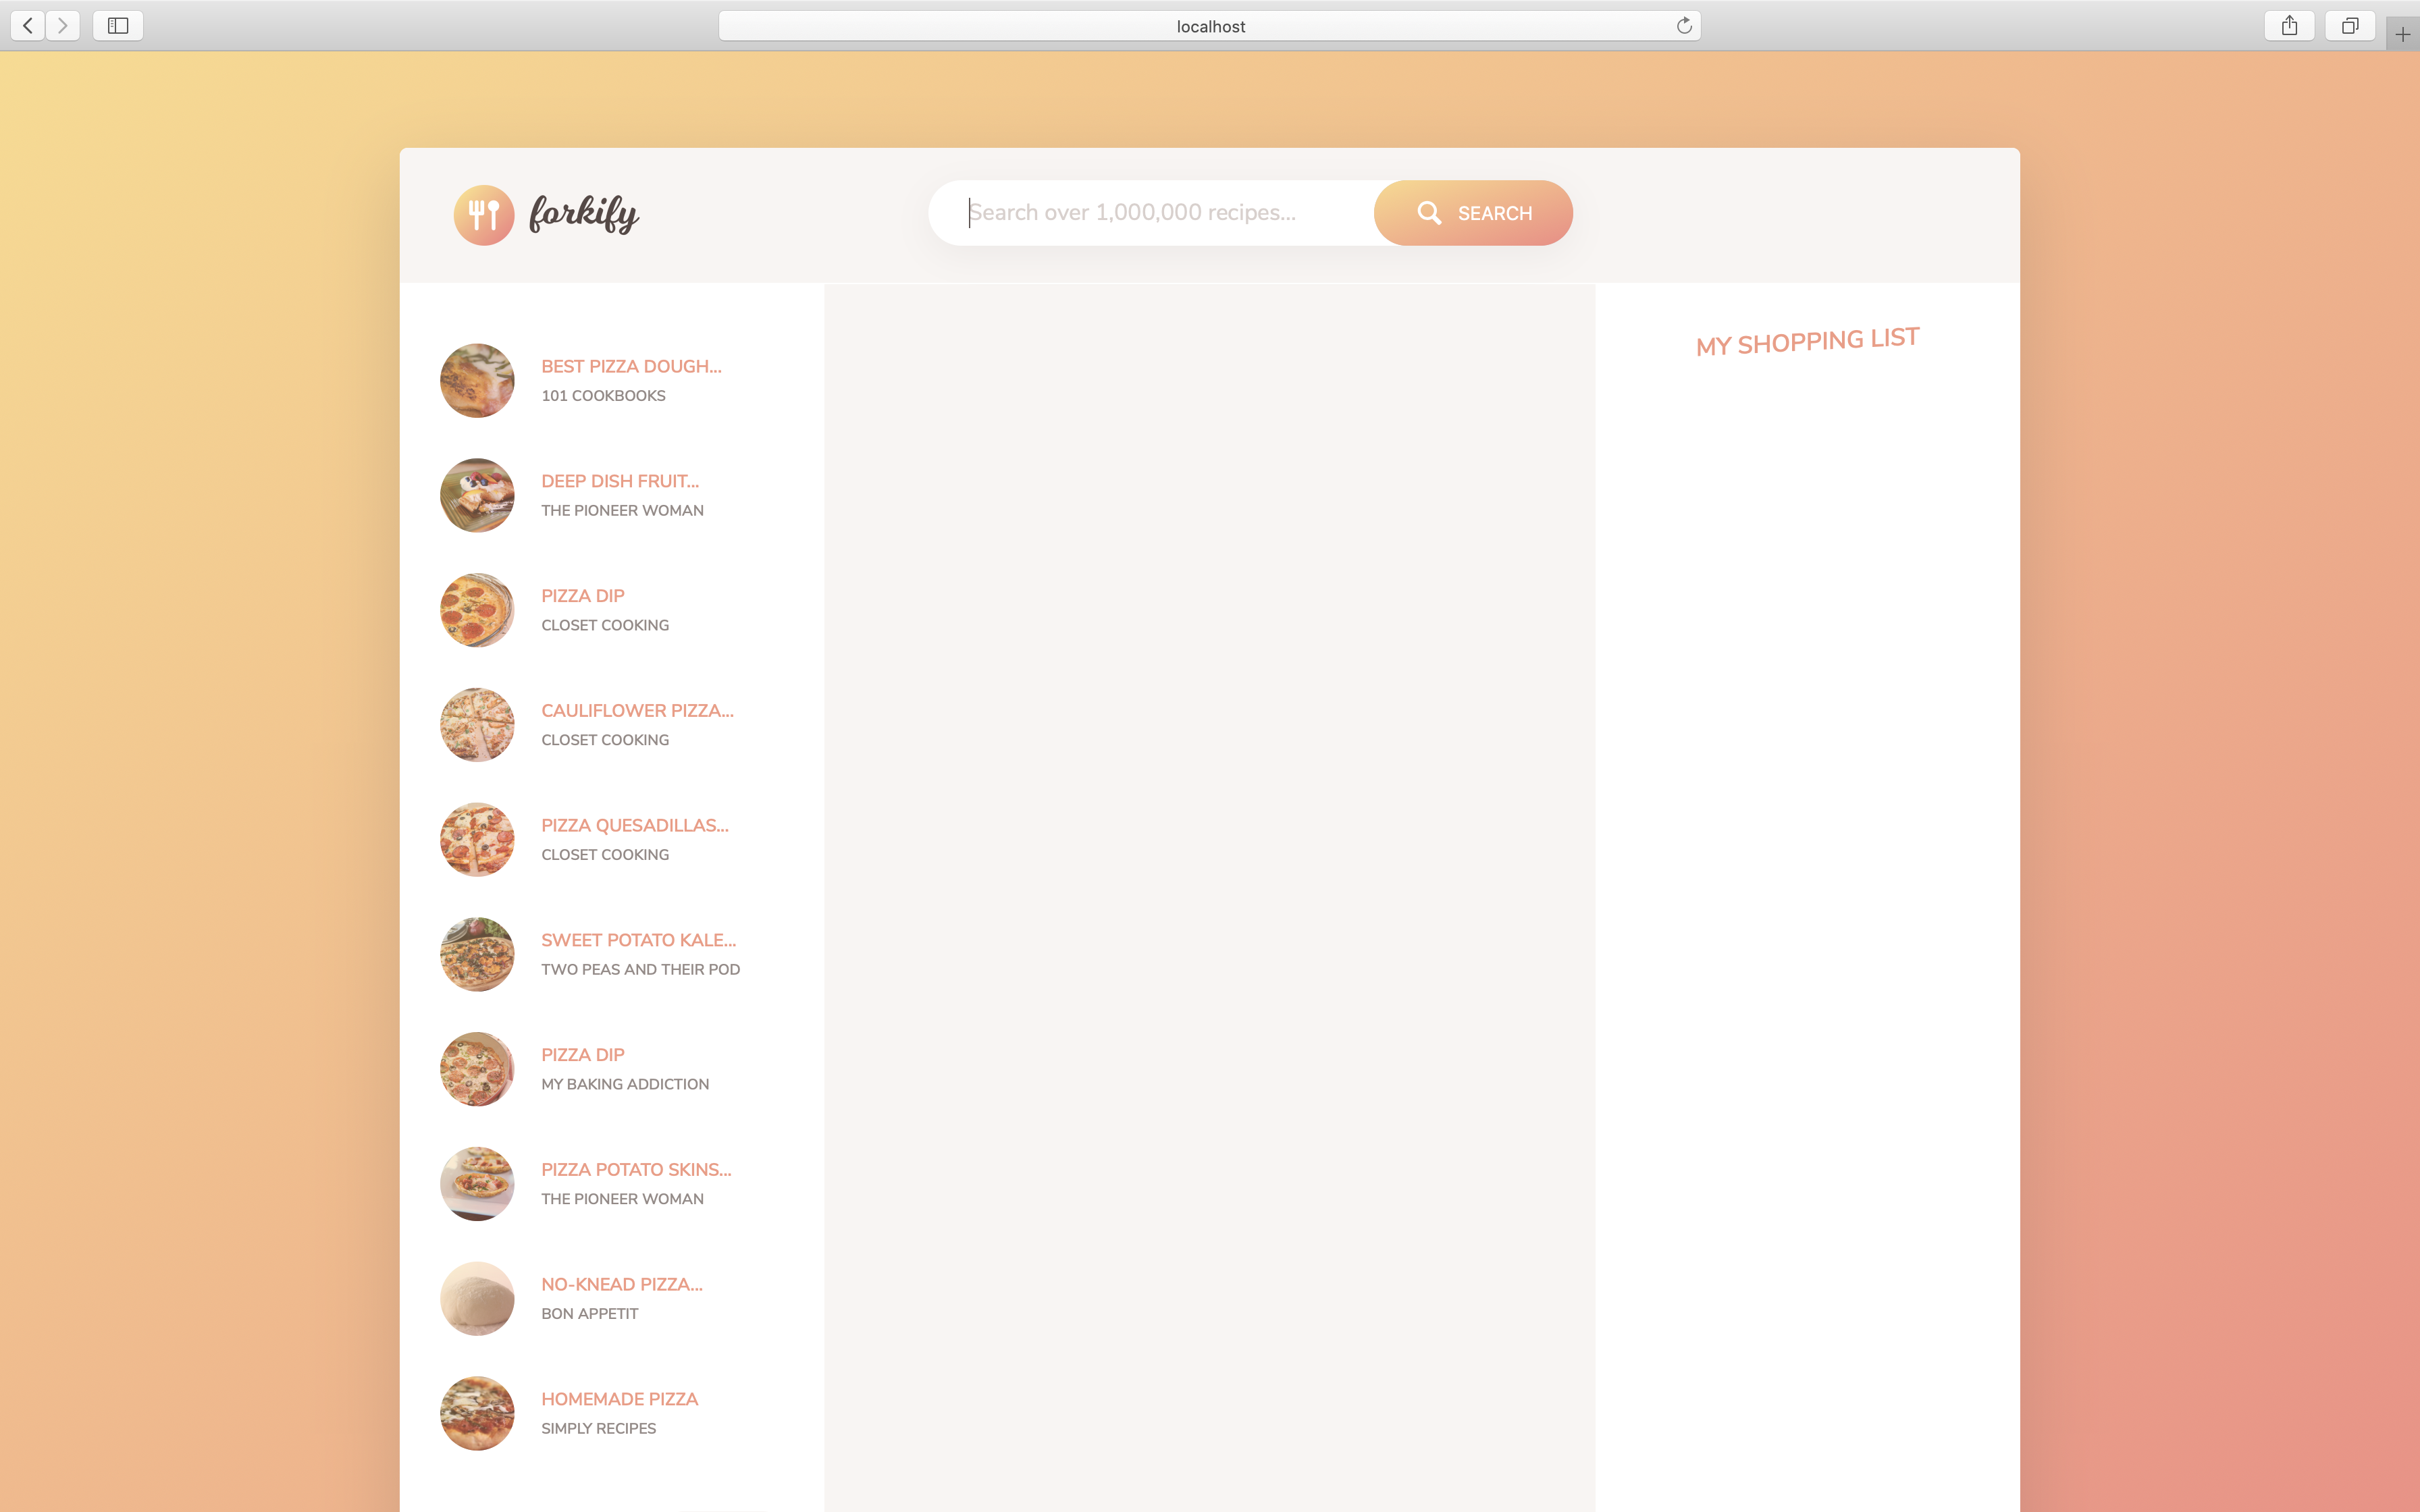 localhost
forkify
Search over 1,000,000 recipes...
SEARCH
BEST PIZZA DOUGH...
101 COOKBOOKS
DEEP DISH FRUIT...
THE PIONEER WOMAN
PIZZA DIP
CLOSET COOKING
CAULIFLOWER PIZZA...
CLOSET COOKING
PIZZA QUESADILLAS...
CLOSET COOKING
SWEET POTATO KALE...
TWO PEAS AND THEIR POD
PIZZA DIP
MY BAKING ADDICTION
PIZZA POTATO SKINS...
THE PIONEER WOMAN
NO-KNEAD PIZZA...
BON APPETIT
HOMEMADE PIZZA
SIMPLY RECIPES
MY SHOPPING LIST